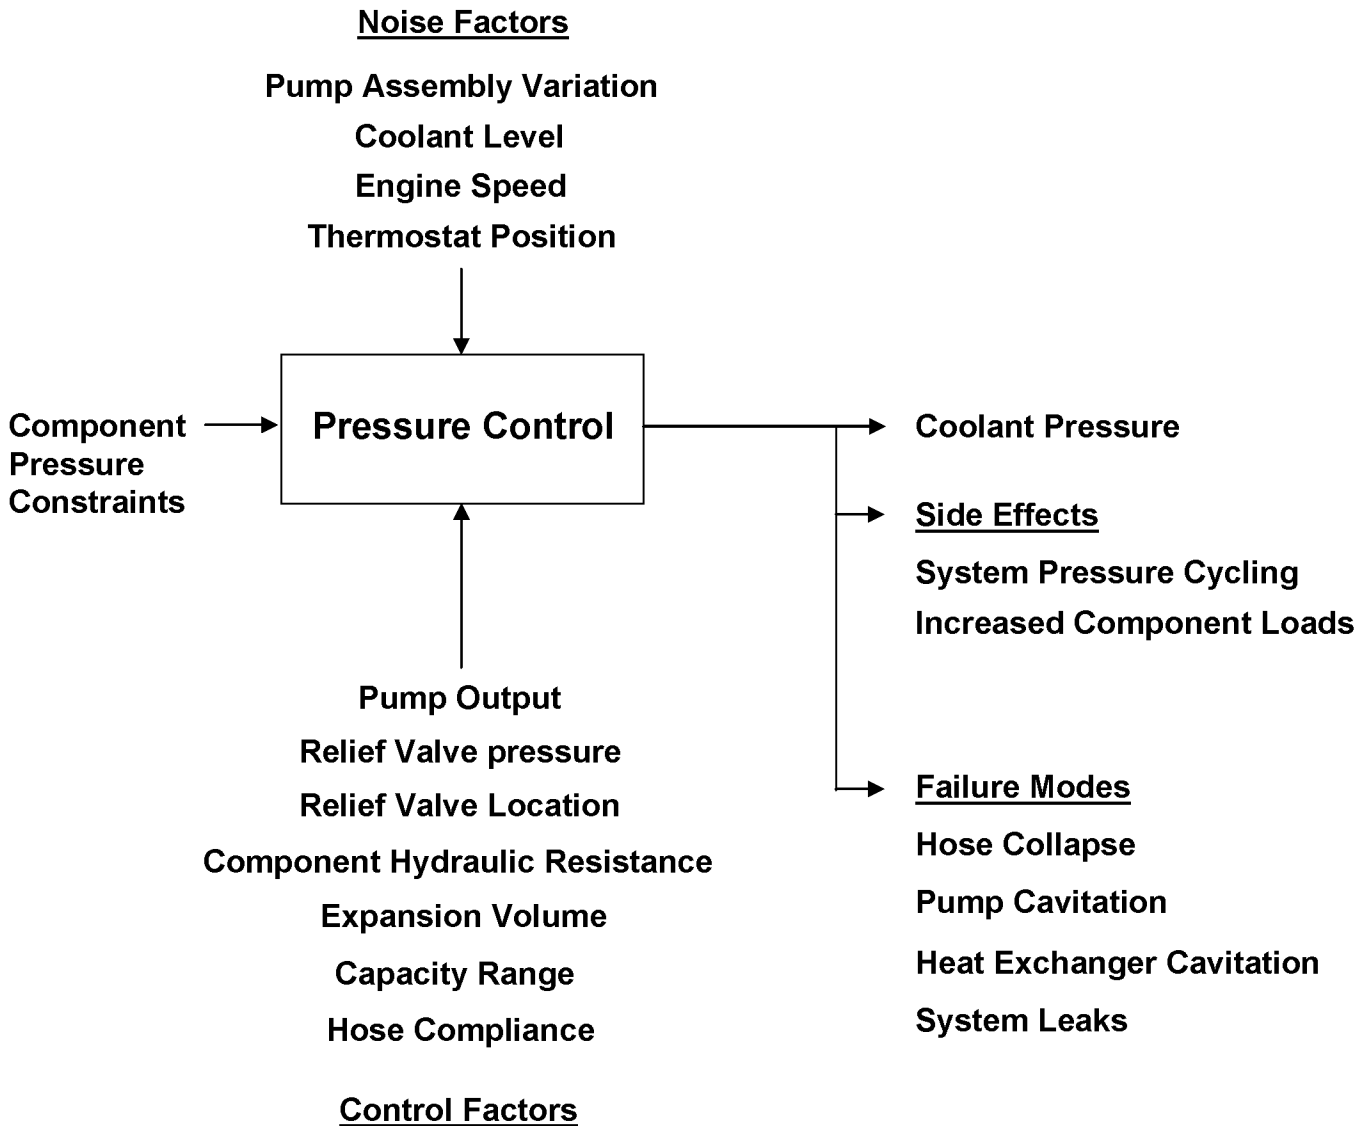 Noise Factors
Pump Assembly Variation
Coolant Level
Engine Speed
Thermostat Position
Component
Pressure
Constraints
Pressure Control
Coolant Pressure
Side Effects
System Pressure Cycling
Increased Component Loads
Pump Output
Relief Valve pressure
Relief Valve Location
Component Hydraulic Resistance
Expansion Volume
Capacity Range
Hose Compliance
Control Factors
Failure Modes
Hose Collapse
Pump Cavitation
Heat Exchanger Cavitation
System Leaks